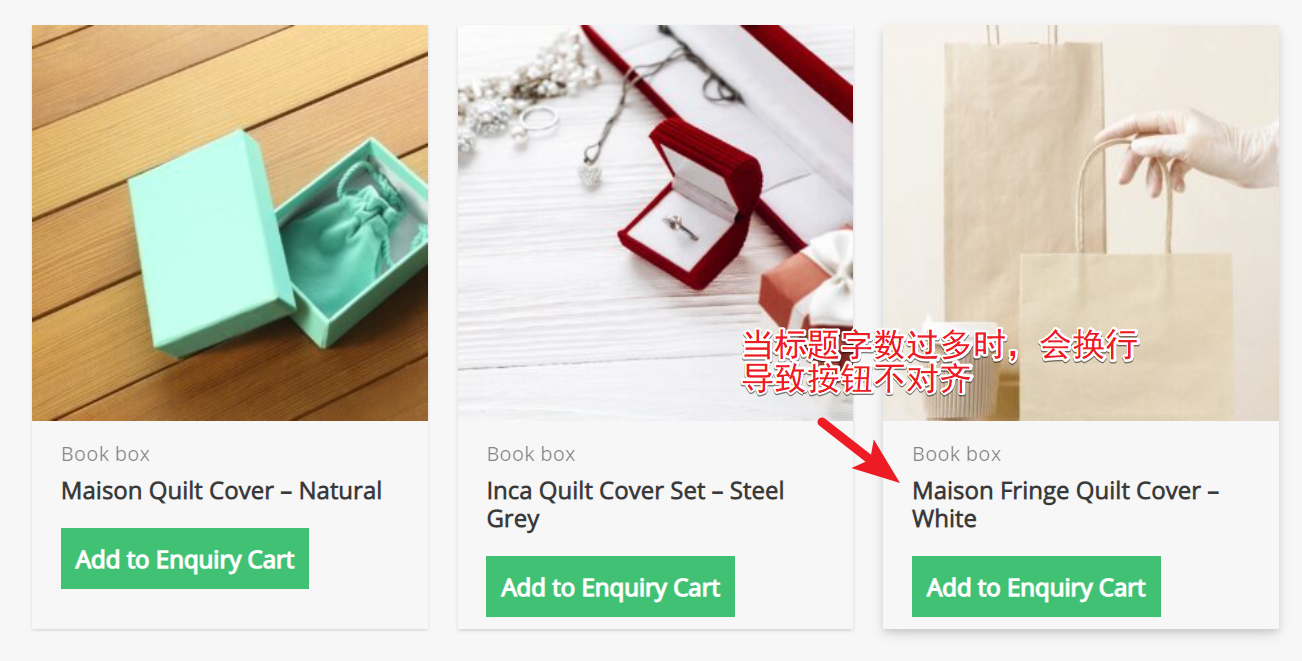 当标题字数过多时，会换行
导致按钮不对齐
Book box
Maison Quilt Cover – Natural
Add to Enquiry Cart
Book box
Inca Quilt Cover Set – Steel
Grey
Add to Enquiry Cart
Book box
Maison Fringe Quilt Cover –
White
Add to Enquiry Cart